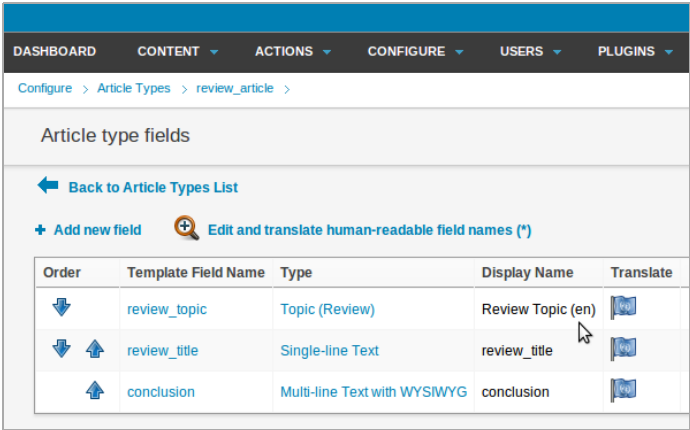 DASHBOARD CONTENT ACTIONS CONFIGURE USERS PLUGINS
Configure > Article Types > review_article >
Article type fields
Back to Article Types List
+ Add new field Edit and translate human-readable field names (*)
Order Template Field Name Type Display Name Translate
review_topic Topic (Review) Review Topic (en)
review_title Single-line Text review_title
conclusion Multi-line Text with WYSIWYG conclusion